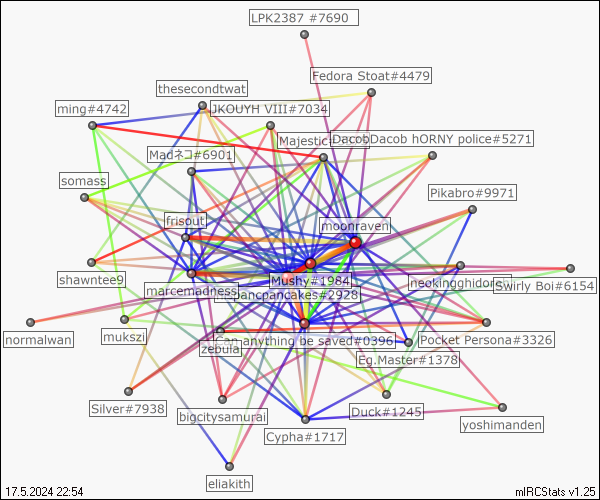 LPK2387 #7690
Fedora Stoat#4479
thesecondtwat
ming#4742
JKOUYH VIII#7034
Majestic
DacobDacob hORNY police#5271
Madネコ#6901
somass
Pikabro#9971
frisout
moonraven
shawntee9
Mushy#1984
marcemadness
pancpancakes#2928
neokingghidora
Swirly Boi#6154
normalwan
mukszi
zebula
Can anything be saved#0396
Pocket Persona#3326
Eg.Master#1378
Silver#7938
bigcitysamurai
Duck#1245
Cypha#1717
yoshimanden
eliakith
17.5.2024 22:54
mIRCStats v1.25